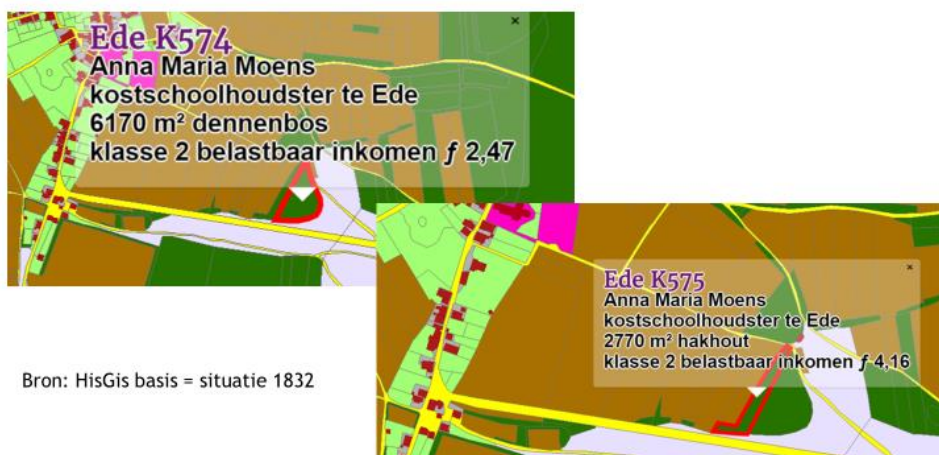 Ede K574
Anna Maria Moens
kostschoolhoudster te Ede
6170 m² dennenbos
klasse 2 belastbaar inkomen ƒ 2,47
Ede K575
Anna Maria Moens
kostschoolhoudster te Ede
2770 m² hakhout
klasse 2 belastbaar inkomen ƒ 4,16
Bron: HisGis basis = situatie 1832